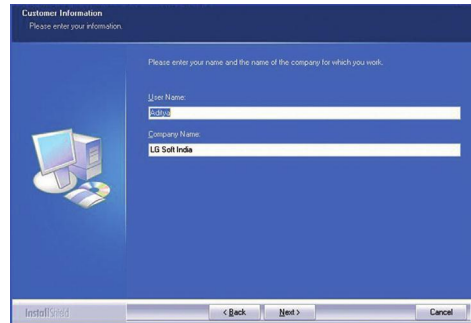 Customer Information
Please enter your information.
Please enter your name and the name of the company for which you work.
User Name:
Aditya
Company Name:
LG Soft India
InstallShield
< Back
Next >
Cancel